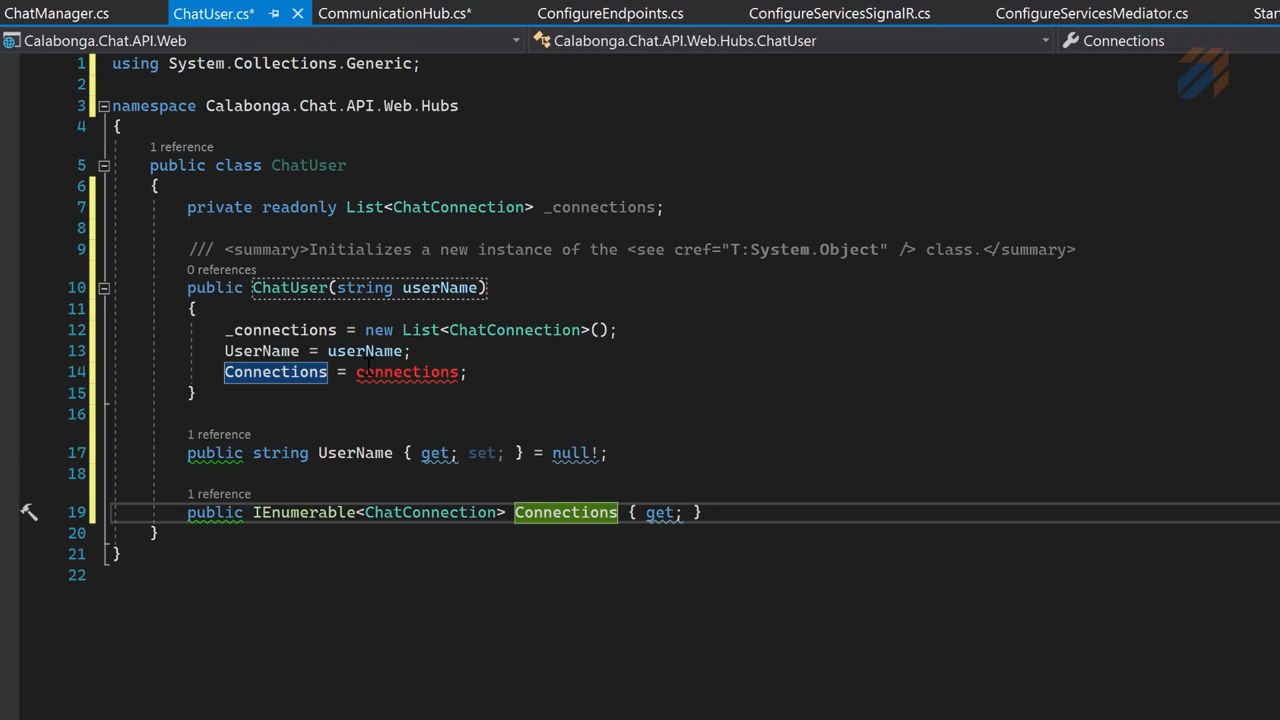 ChatManager.cs ChatUser.cs* CommunicationHub.cs* ConfigureEndpoints.cs ConfigureServicesSignalR.cs ConfigureServicesMediator.cs Star
Calabonga.Chat.API.Web Calabonga.Chat.API.Web.Hubs.ChatUser Connections
1 using System.Collections.Generic;
2
3 namespace Calabonga.Chat.API.Web.Hubs
4 {
1 reference
5 public class ChatUser
6 {
7 private readonly List<ChatConnection> _connections;
8
9 /// <summary>Initializes a new instance of the <see cref="T:System.Object" /> class.</summary>
0 references
10 public ChatUser(string userName)
11 {
12 _connections = new List<ChatConnection>();
13 UserName = userName;
14 Connections = connections;
15 }
16
1 reference
17 public string UserName { get; set; } = null!;
18
1 reference
19 public IEnumerable<ChatConnection> Connections { get; }
20 }
21 }
22